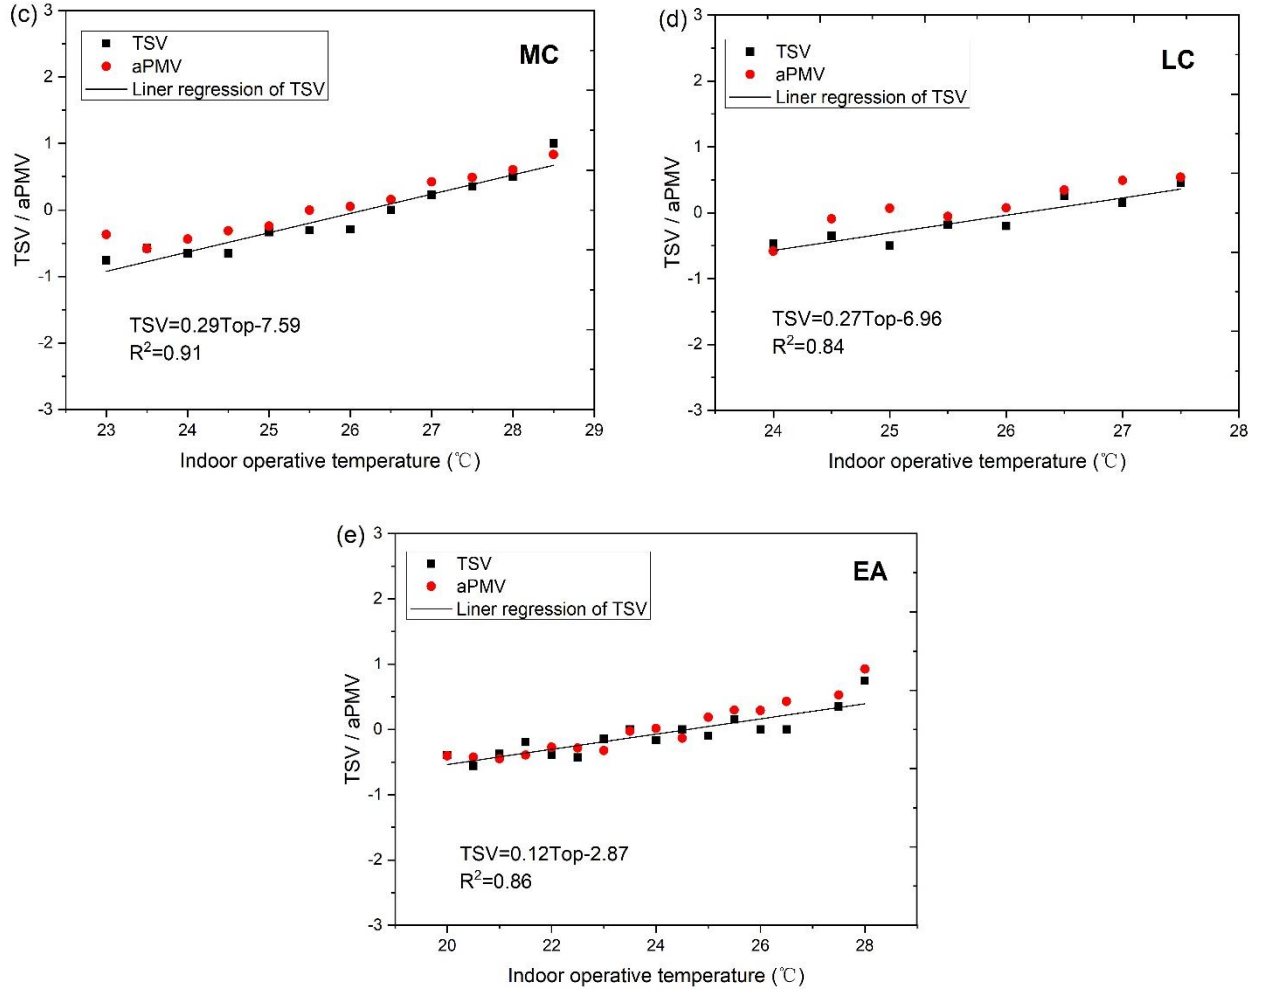 (c)
MC
TSV
aPMV
Liner regression of TSV
3
2
1
0
-1
-2
-3
TSV / aPMV
TSV=0.29Top-7.59
R²=0.91
23 24 25 26 27 28 29
Indoor operative temperature (℃)
(d)
LC
TSV
aPMV
Liner regression of TSV
3
2
1
0
-1
-2
-3
TSV / aPMV
TSV=0.27Top-6.96
R²=0.84
24 25 26 27 28
Indoor operative temperature (℃)
(e)
EA
TSV
aPMV
Liner regression of TSV
3
2
1
0
-1
-2
-3
TSV / aPMV
TSV=0.12Top-2.87
R²=0.86
20 22 24 26 28
Indoor operative temperature (℃)